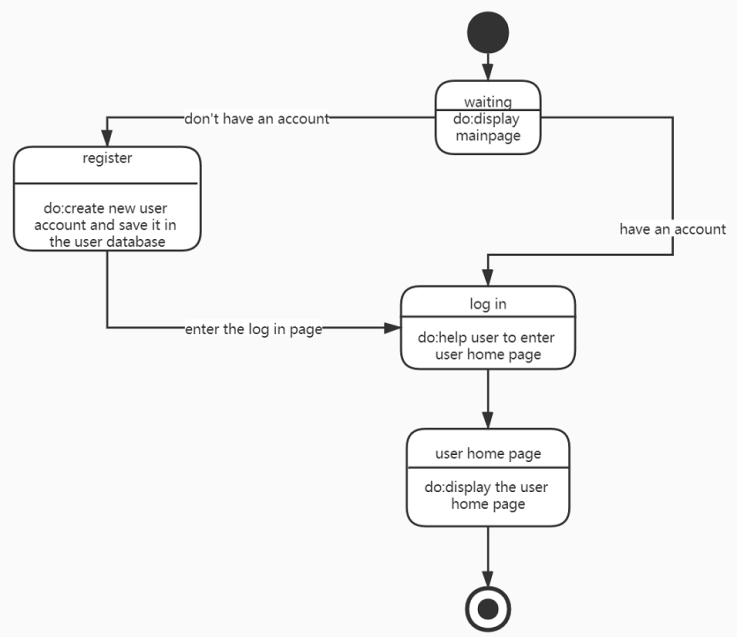 waiting
do:display
mainpage
don't have an account
register
do:create new user
account and save it in
the user database
have an account
log in
enter the log in page
do:help user to enter
user home page
user home page
do:display the user
home page